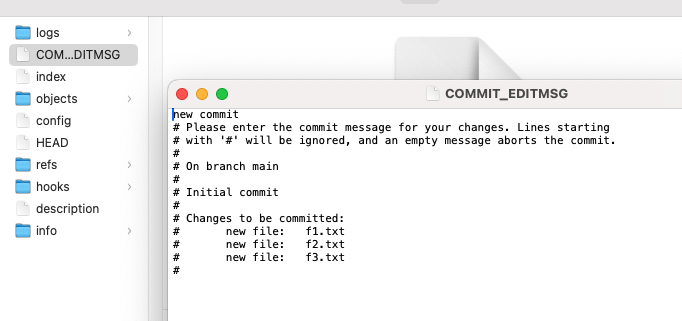 logs
COM...DITMSG
index
objects
config
HEAD
refs
hooks
description
info
COMMIT_EDITMSG
new commit
# Please enter the commit message for your changes. Lines starting
# with '#' will be ignored, and an empty message aborts the commit.
#
# On branch main
#
# Initial commit
#
# Changes to be committed:
#       new file:   f1.txt
#       new file:   f2.txt
#       new file:   f3.txt
#